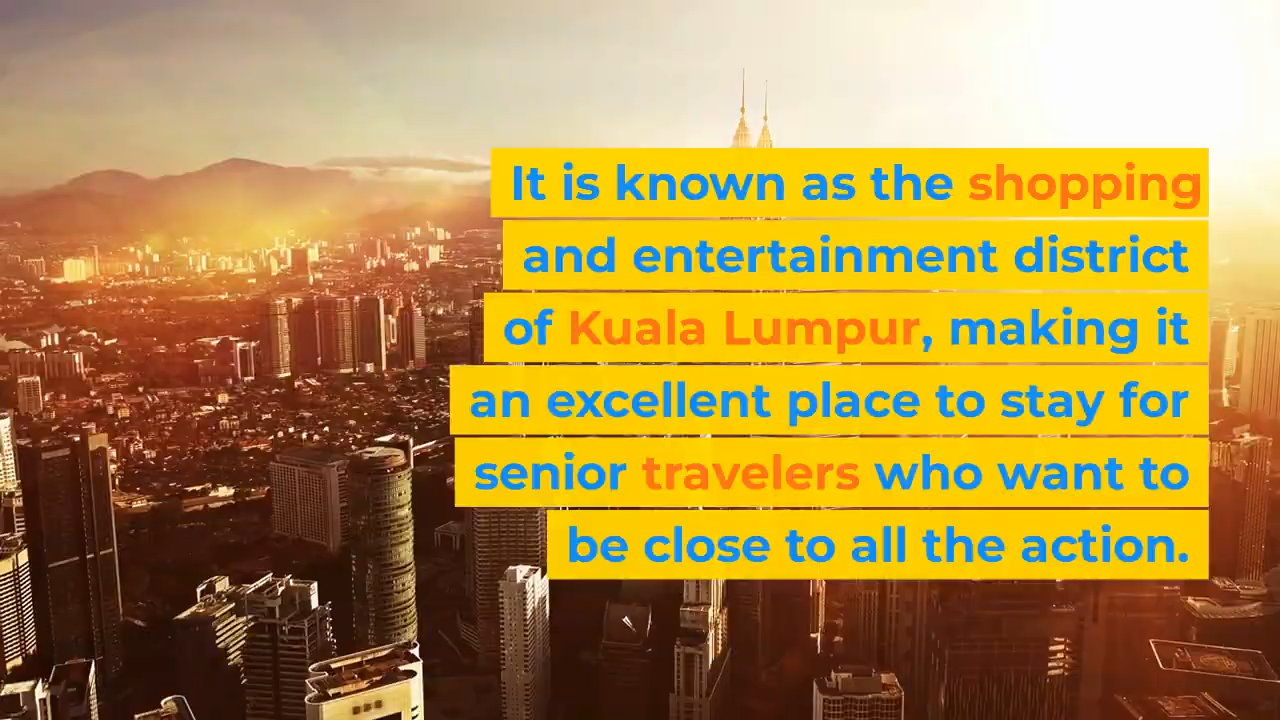 It is known as the shopping
and entertainment district
of Kuala Lumpur, making it
an excellent place to stay for
senior travelers who want to
be close to all the action.